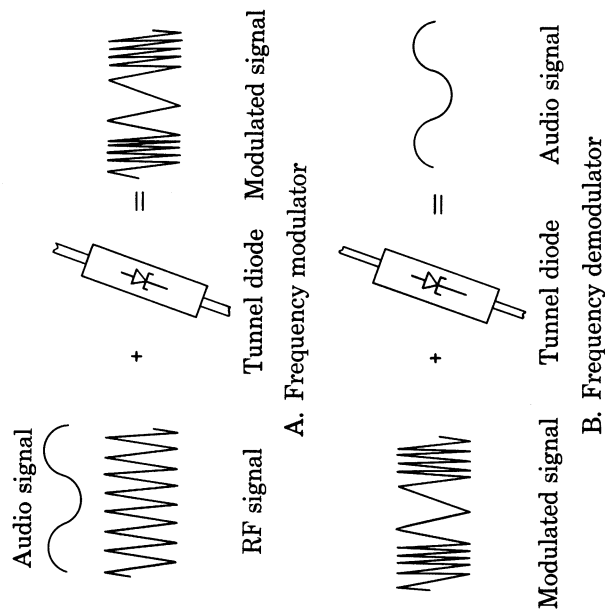 Audio signal
+
=
RF signal Tunnel diode Modulated signal
A. Frequency modulator
+
=
Modulated signal Tunnel diode Audio signal
B. Frequency demodulator